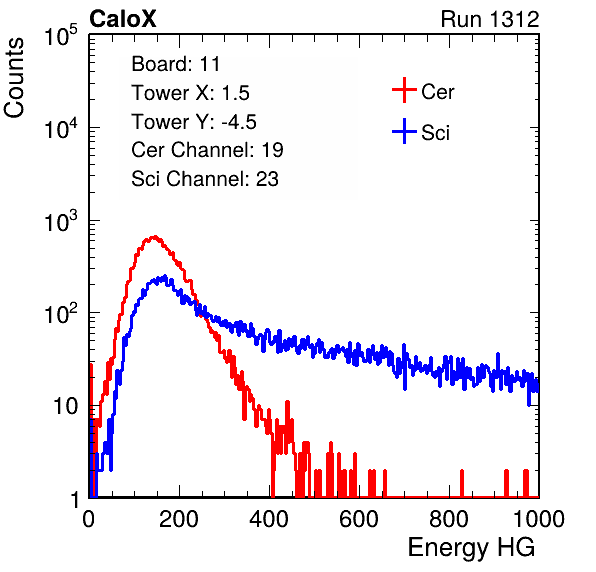 CaloX Run 1312
Counts
10^5
10^4
10^3
10^2
10
1
Board: 11
Tower X: 1.5
Tower Y: -4.5
Cer Channel: 19
Sci Channel: 23
Cer
Sci
0 200 400 600 800 1000
Energy HG